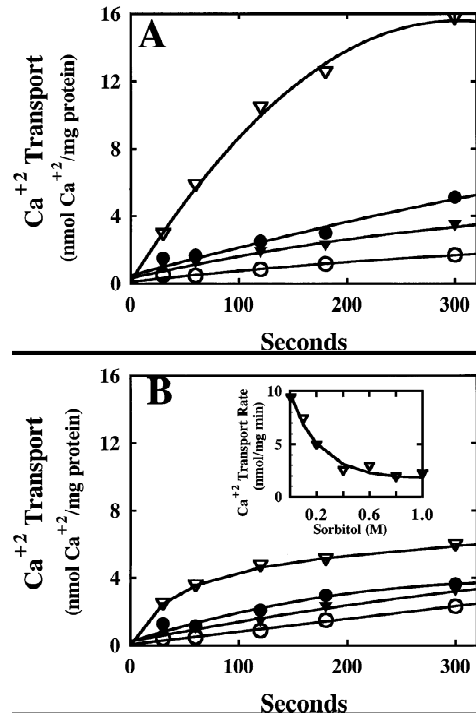 A
16
12
8
4
0
Ca+2 Transport
(nmol Ca+2/mg protein)
0 100 200 300
Seconds
B
16
12
8
4
0
Ca+2 Transport
(nmol Ca+2/mg protein)
10
5
0
Ca+2 Transport Rate
(nmol/mg min)
0.2 0.6 1.0
Sorbitol (M)
0 100 200 300
Seconds